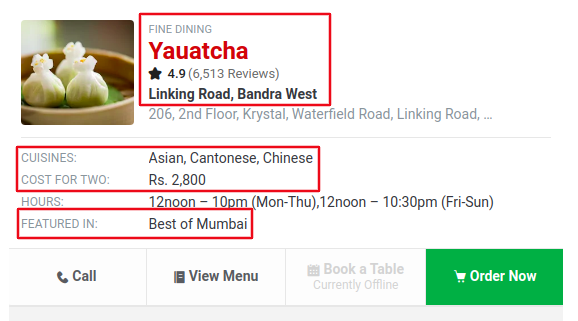 FINE DINING
Yauatcha
4.9 (6,513 Reviews)
Linking Road, Bandra West
206, 2nd Floor, Krystal, Waterfield Road, Linking Road, ...
CUISINES: Asian, Cantonese, Chinese
COST FOR TWO: Rs. 2,800
HOURS: 12noon – 10pm (Mon-Thu),12noon – 10:30pm (Fri-Sun)
FEATURED IN: Best of Mumbai
Call View Menu Book a Table Order Now
Currently Offline